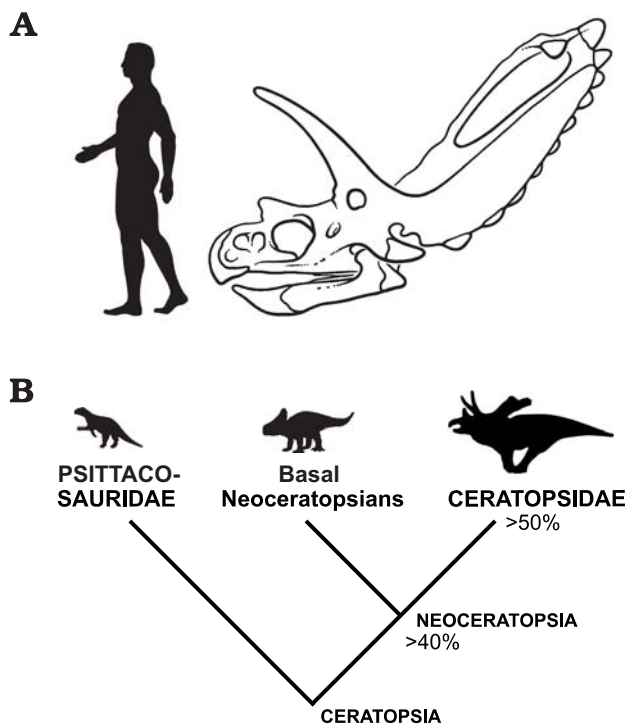 A
B
PSITTACO-
SAURIDAE
Basal
Neoceratopsians
CERATOPSIDAE
>50%
NEOCERATOPSIA
>40%
CERATOPSIA